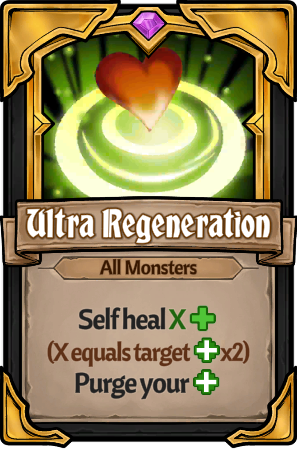 Ultra Regeneration
All Monsters
Self heal X
(X equals target x2)
Purge your